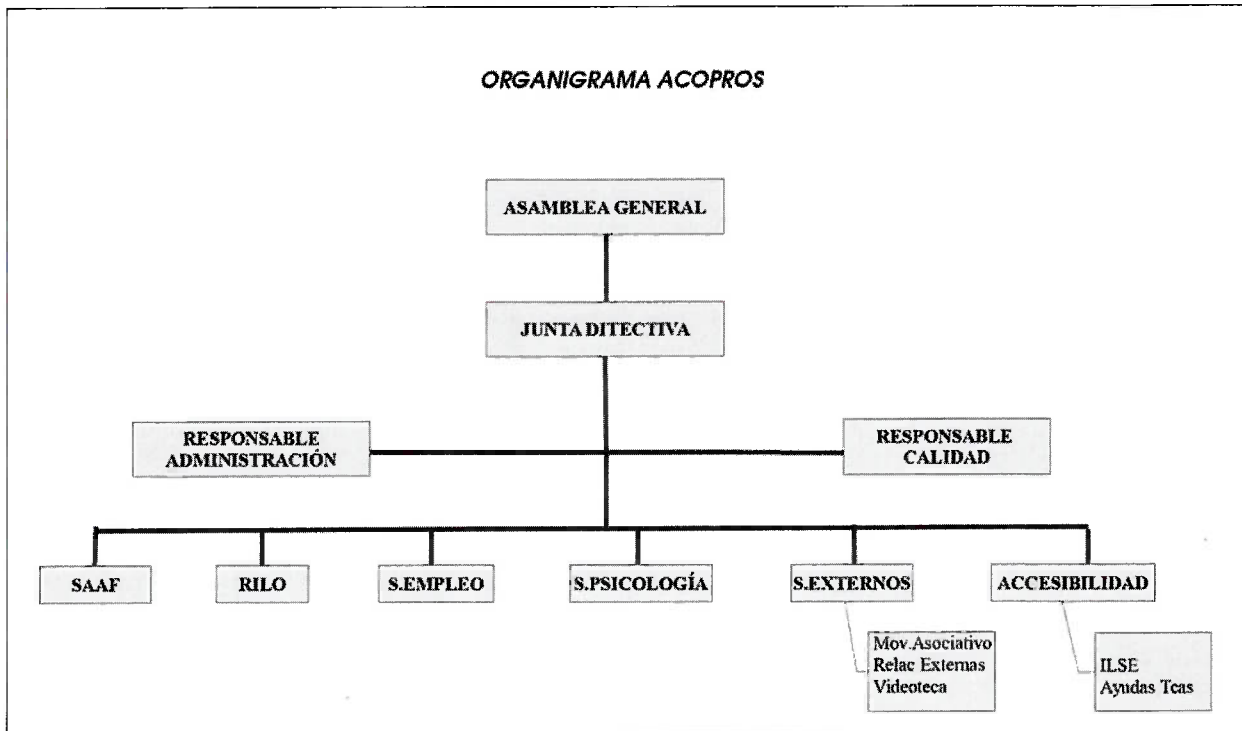 ORGANIGRAMA ACOPROS
ASAMBLEA GENERAL
JUNTA DITECTIVA
RESPONSABLE
ADMINISTRACIÓN
RESPONSABLE
CALIDAD
SAAF
RILO
S.EMPLEO
S.PSICOLOGÍA
S.EXTERNOS
ACCESIBILIDAD
Mov.Asociativo
Relac Externas
Videoteca
ILSE
Ayudas Tcas